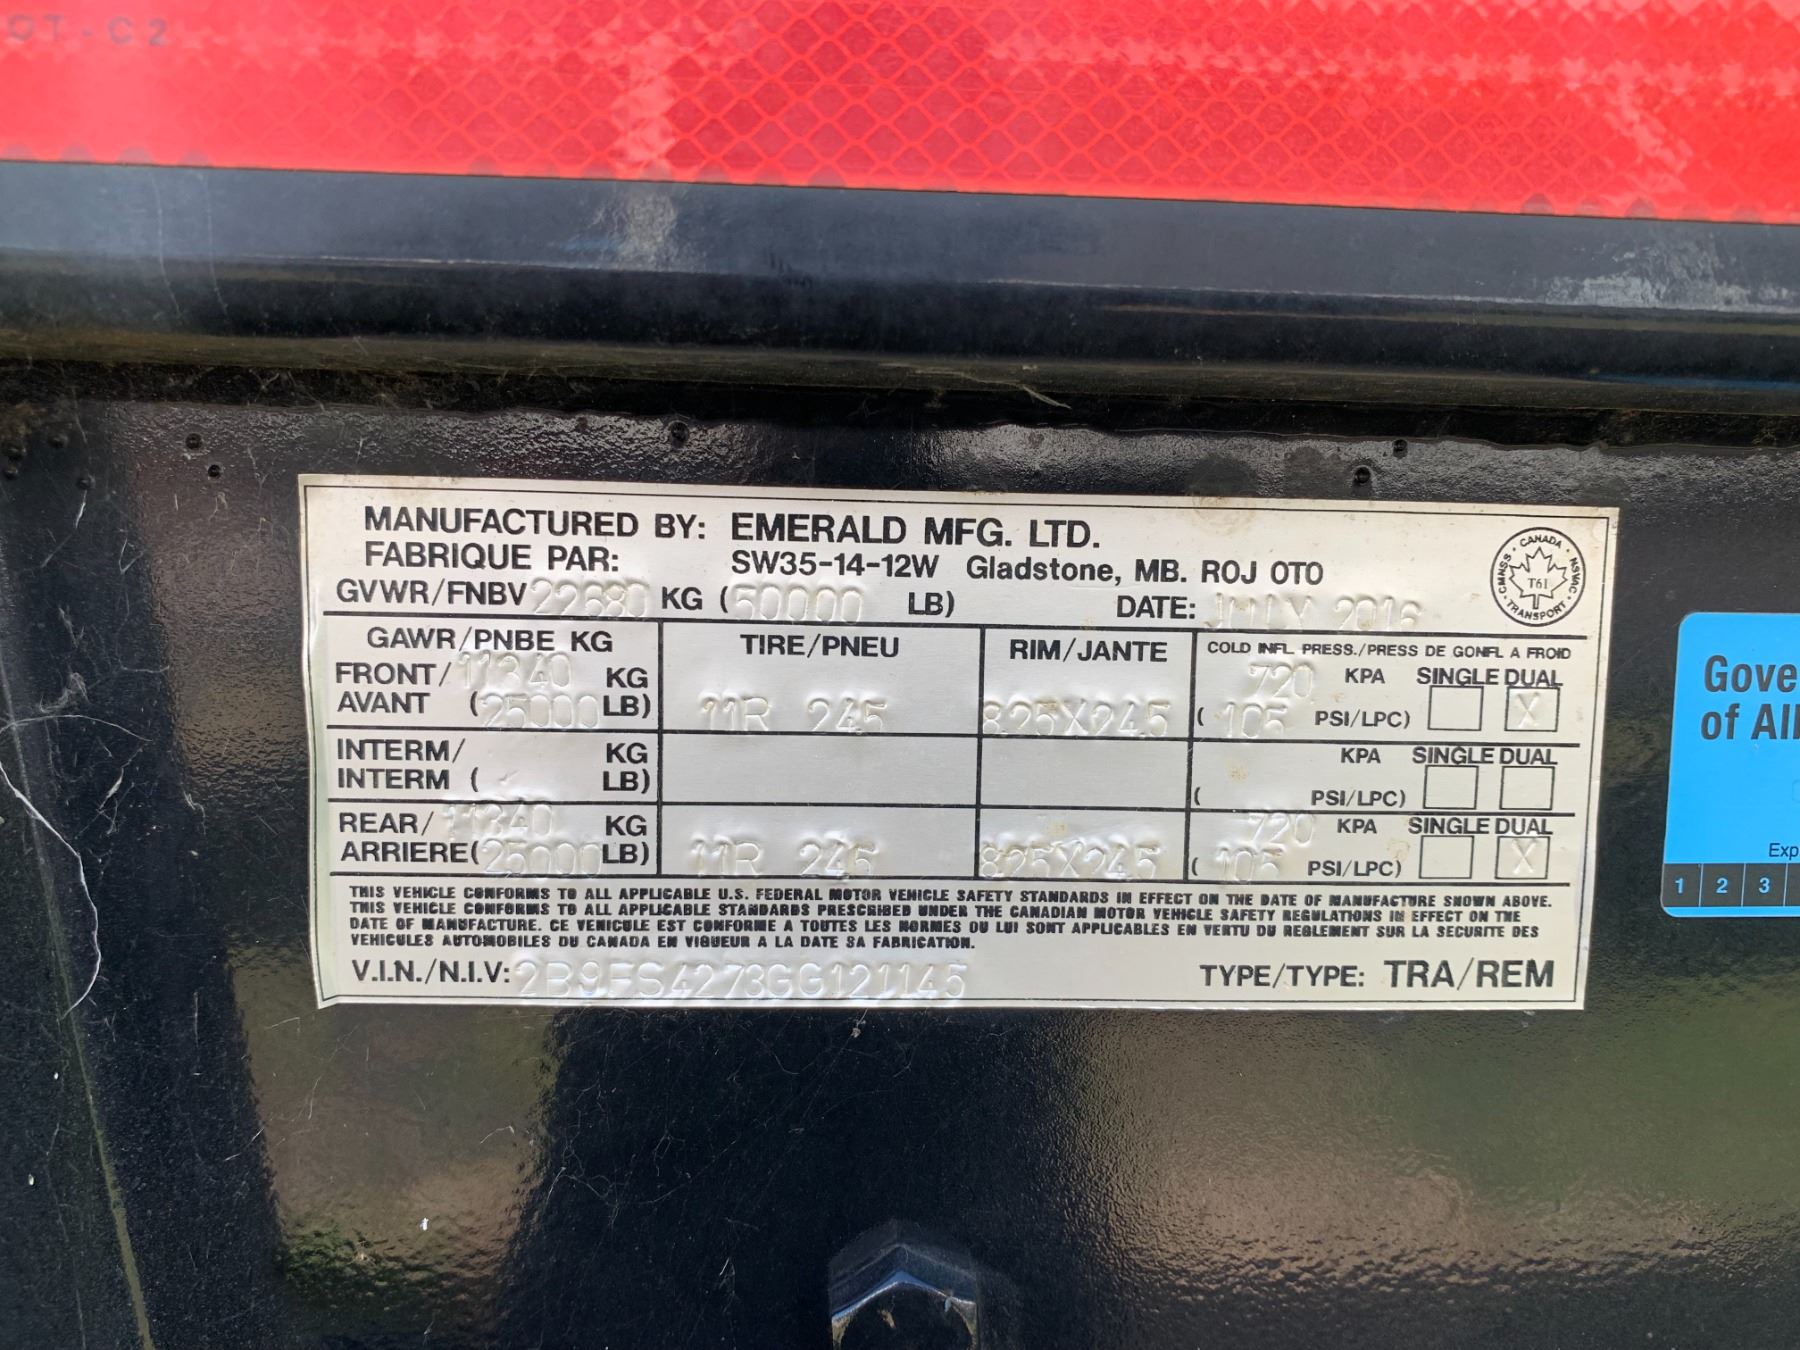 OT-C2
MANUFACTURED BY: EMERALD MFG. LTD.
FABRIQUE PAR: SW35-14-12W Gladstone, MB. ROJ OTO
GVWR/FNBV 22680 KG (50000 LB) DATE: JULY 2016
CANADA
NSVAC
TRANSPORT
CMNSS
T61
GAWR/PNBE KG TIRE/PNEU RIM/JANTE COLD INFL PRESS./PRESS DE GONFL A FROID
FRONT/ 11340 KG 720 KPA SINGLE DUAL
AVANT (25000 LB) 11R 245 825X245 (105 PSI/LPC) X
INTERM/ KG KPA SINGLE DUAL
INTERM ( LB) ( PSI/LPC)
REAR/ 11340 KG 720 KPA SINGLE DUAL
ARRIERE (25000 LB) 11R 245 825X245 (105 PSI/LPC) X
THIS VEHICLE CONFORMS TO ALL APPLICABLE U.S. FEDERAL MOTOR VEHICLE SAFETY STANDARDS IN EFFECT ON THE DATE OF MANUFACTURE SHOWN ABOVE.
THIS VEHICLE CONFORMS TO ALL APPLICABLE STANDARDS PRESCRIBED UNDER THE CANADIAN MOTOR VEHICLE SAFETY REGULATIONS IN EFFECT ON THE
DATE OF MANUFACTURE. CE VEHICULE EST CONFORME A TOUTES LES NORMES OU LUI SONT APPLICABLES EN VERTU DU REGLEMENT SUR LA SECURITE DES
VEHICULES AUTOMOBILES DU CANADA EN VIGUEUR A LA DATE SA FABRICATION.
V.I.N./N.I.V: 2B9FS4273GG121145 TYPE/TYPE: TRA/REM
Gove
of Al
Exp
1 2 3